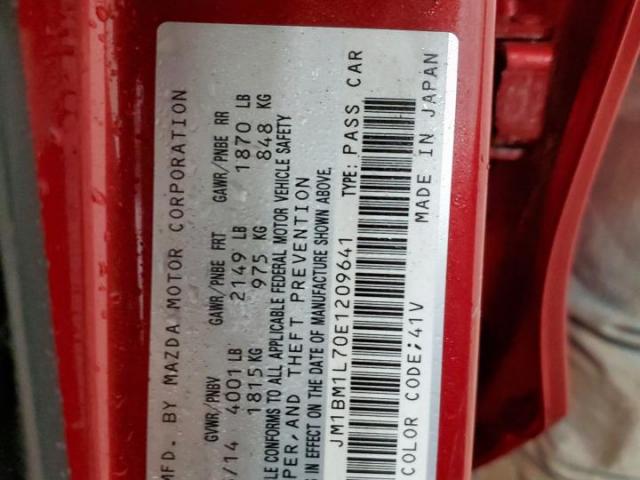 MFD. BY MAZDA MOTOR CORPORATION
GVWR/PNBV GAWR/PNBE FRT GAWR/PNBE RR
/14 4001 LB 2149 LB 1870 LB
1815KG 975 KG 848 KG
LE CONFORMS TO ALL APPLICABLE FEDERAL MOTOR VEHICLE SAFETY
PER, AND THEFT PREVENTION
IN EFFECT ON THE DATE OF MANUFACTURE SHOWN ABOVE.
JM1BM1L70E1209641 TYPE: PASS CAR
COLOR CODE;41V MADE IN JAPAN